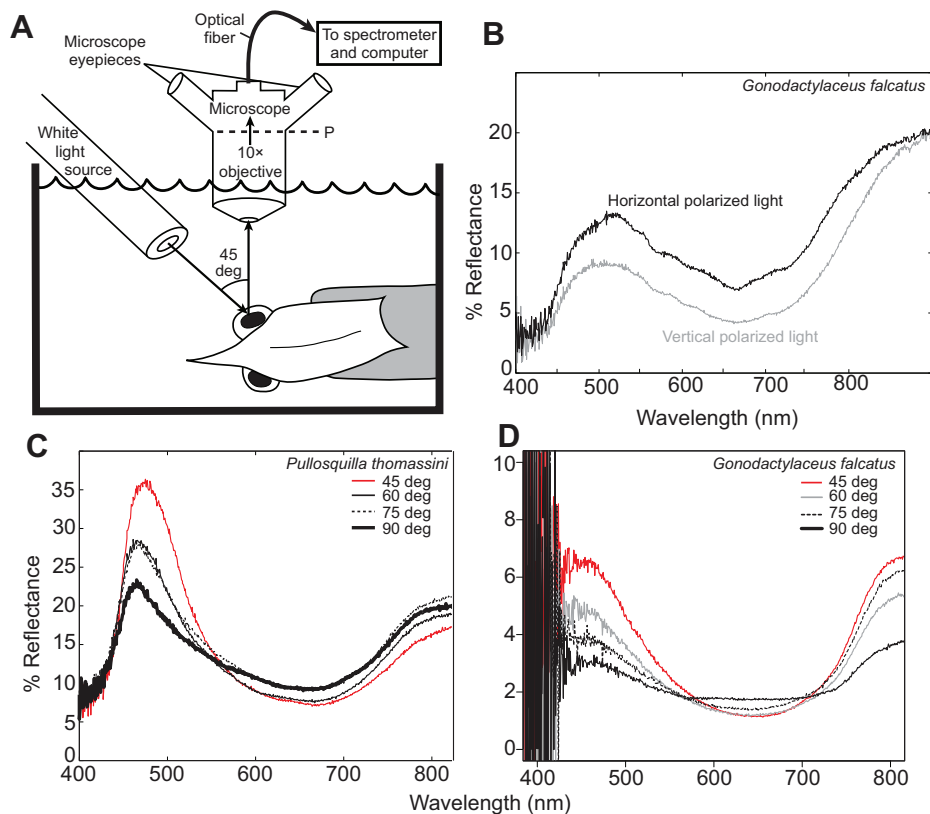 A
Optical
fiber
To spectrometer
and computer
Microscope
eyepieces
Microscope
P
10×
objective
White
light
source
45
deg
B
Gonodactylaceus falcatus
20
15
10
5
0
% Reflectance
Horizontal polarized light
Vertical polarized light
400 500 600 700 800
Wavelength (nm)
C
Pullosquilla thomassini
45 deg
60 deg
75 deg
90 deg
35
30
25
20
15
10
5
0
% Reflectance
400 500 600 700 800
D
Gonodactylaceus falcatus
45 deg
60 deg
75 deg
90 deg
10
8
6
4
2
0
400 500 600 700 800
Wavelength (nm)